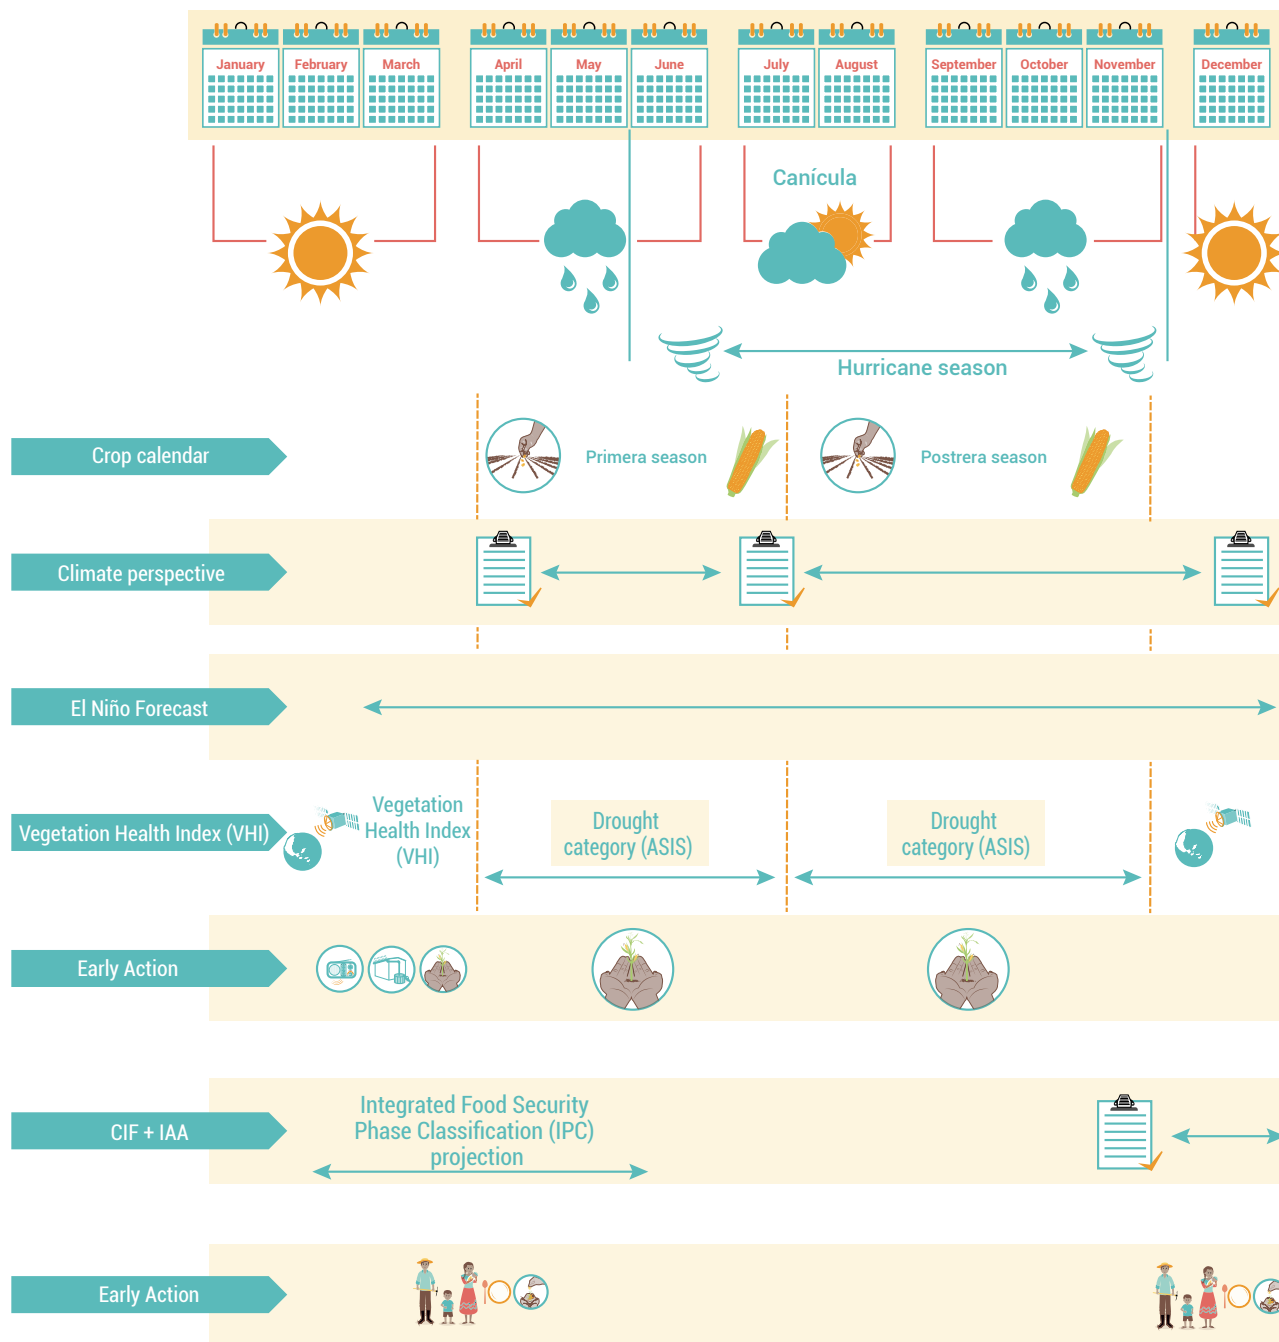 January
February
March
April
May
June
July
August
September
October
November
December
Canícula
Hurricane season
Crop calendar
Primera season
Postrera season
Climate perspective
El Niño Forecast
Vegetation Health Index (VHI)
Vegetation
Health Index
(VHI)
Drought
category (ASIS)
Drought
category (ASIS)
Early Action
CIF + IAA
Integrated Food Security
Phase Classification (IPC)
projection
Early Action